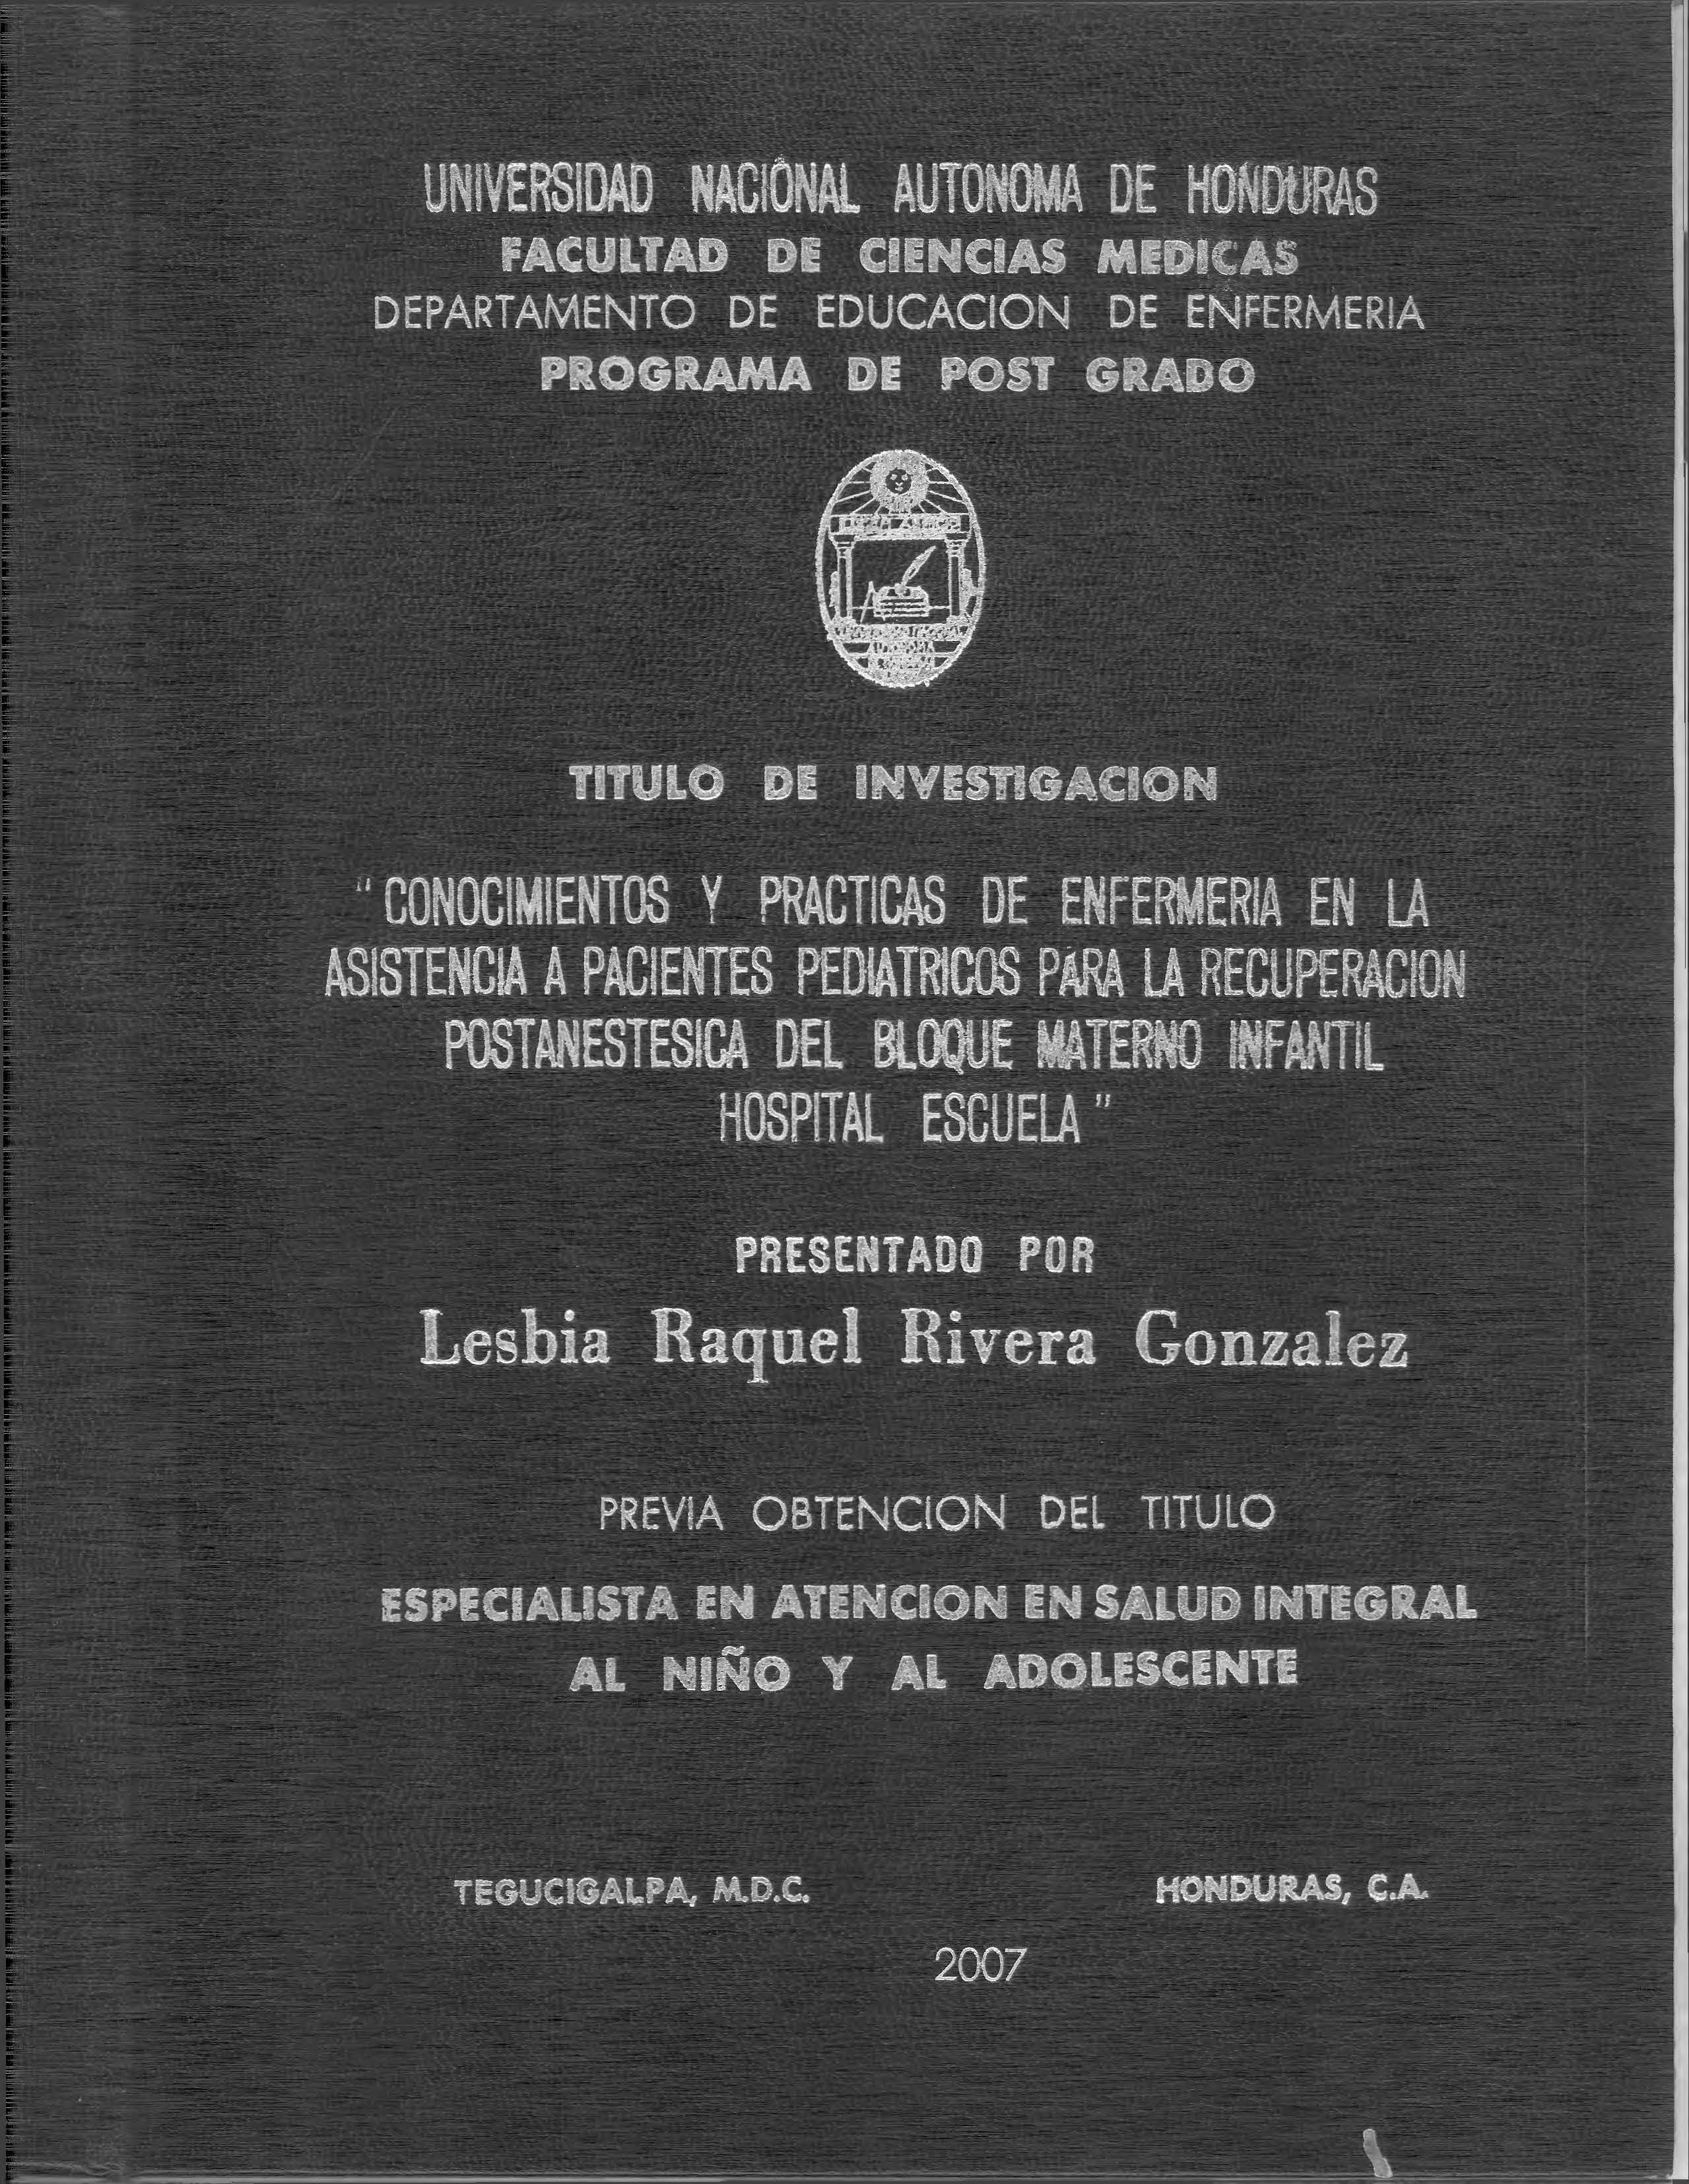 UNIVERSIDAD NACIONAL AUTONOMA DE HONDURAS
FACULTAD DE CIENCIAS MEDICAS
DEPARTAMENTO DE EDUCACION DE ENFERMERIA
PROGRAMA DE POST GRADO
AUTONOMA
TITULO DE INVESTIGACION
" CONOCIMIENTOS Y PRACTICAS DE ENFERMERIA EN LA
ASISTENCIA A PACIENTES PEDIATRICOS PARA LA RECUPERACION
POSTANESTESICA DEL BLOQUE MATERNO INFANTIL
HOSPITAL ESCUELA "
PRESENTADO POR
Lesbia Raquel Rivera Gonzalez
PREVIA OBTENCION DEL TITULO
ESPECIALISTA EN ATENCION EN SALUD INTEGRAL
AL NIÑO Y AL ADOLESCENTE
TEGUCIGALPA, M.D.C. HONDURAS, C.A.
2007